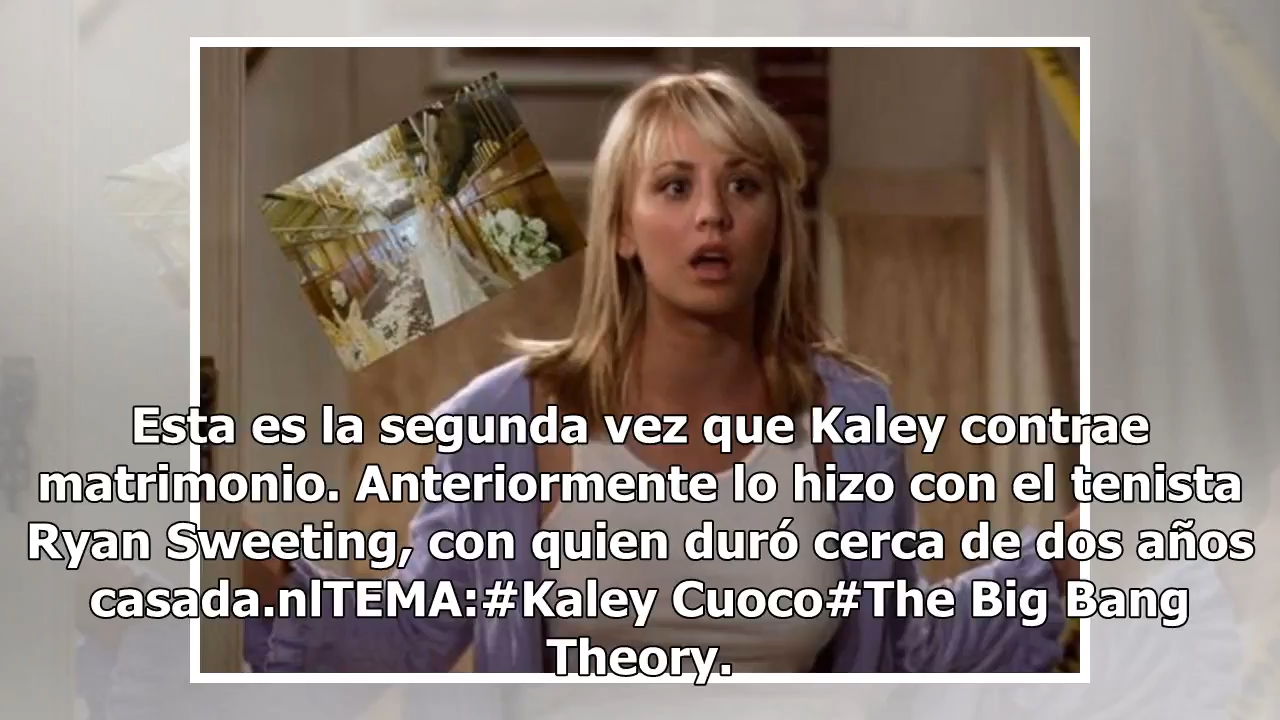 Esta es la segunda vez que Kaley contrae
matrimonio. Anteriormente lo hizo con el tenista
Ryan Sweeting, con quien duró cerca de dos años
casada.nlTEMA:#Kaley Cuoco#The Big Bang
Theory.